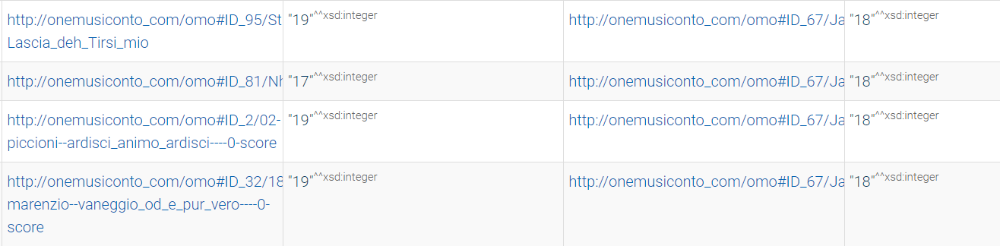 http://onemusiconto_com/omo#ID_95/St "19"^^xsd:integer http://onemusiconto_com/omo#ID_67/Ja "18"^^xsd:integer
Lascia_deh_Tirsi_mio
http://onemusiconto_com/omo#ID_81/Nh "17"^^xsd:integer http://onemusiconto_com/omo#ID_67/Ja "18"^^xsd:integer
http://onemusiconto_com/omo#ID_2/02- "19"^^xsd:integer http://onemusiconto_com/omo#ID_67/Ja "18"^^xsd:integer
piccioni--ardisci_animo_ardisci----0-score
http://onemusiconto_com/omo#ID_32/18 "19"^^xsd:integer http://onemusiconto_com/omo#ID_67/Ja "18"^^xsd:integer
marenzio--vaneggio_od_e_pur_vero----0-
score